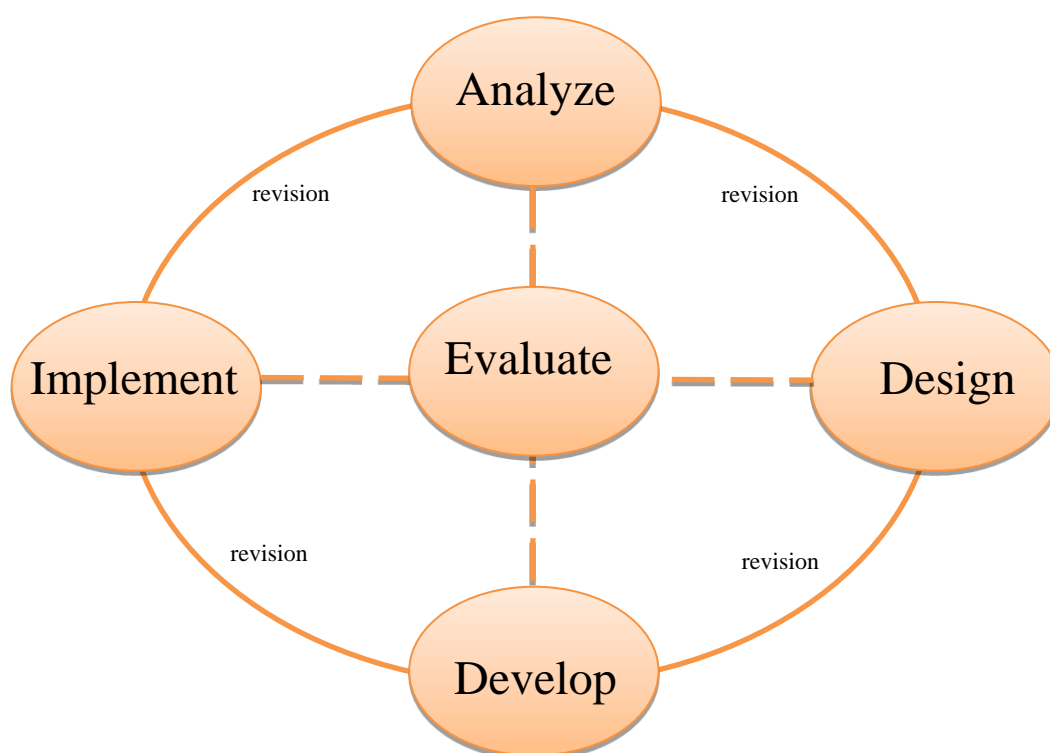 Analyze
revision
revision
Evaluate
Implement
Design
revision
revision
Develop